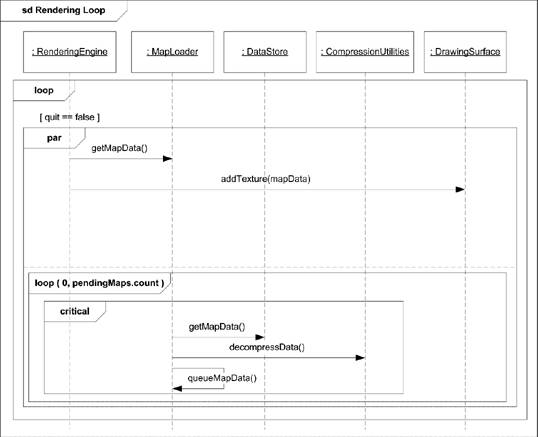 sd Rendering Loop
: RenderingEngine
: MapLoader
: DataStore
: CompressionUtilities
: DrawingSurface
loop
[ quit == false ]
par
getMapData()
addTexture(mapData)
loop ( 0, pendingMaps.count )
critical
getMapData()
decompressData()
queueMapData()